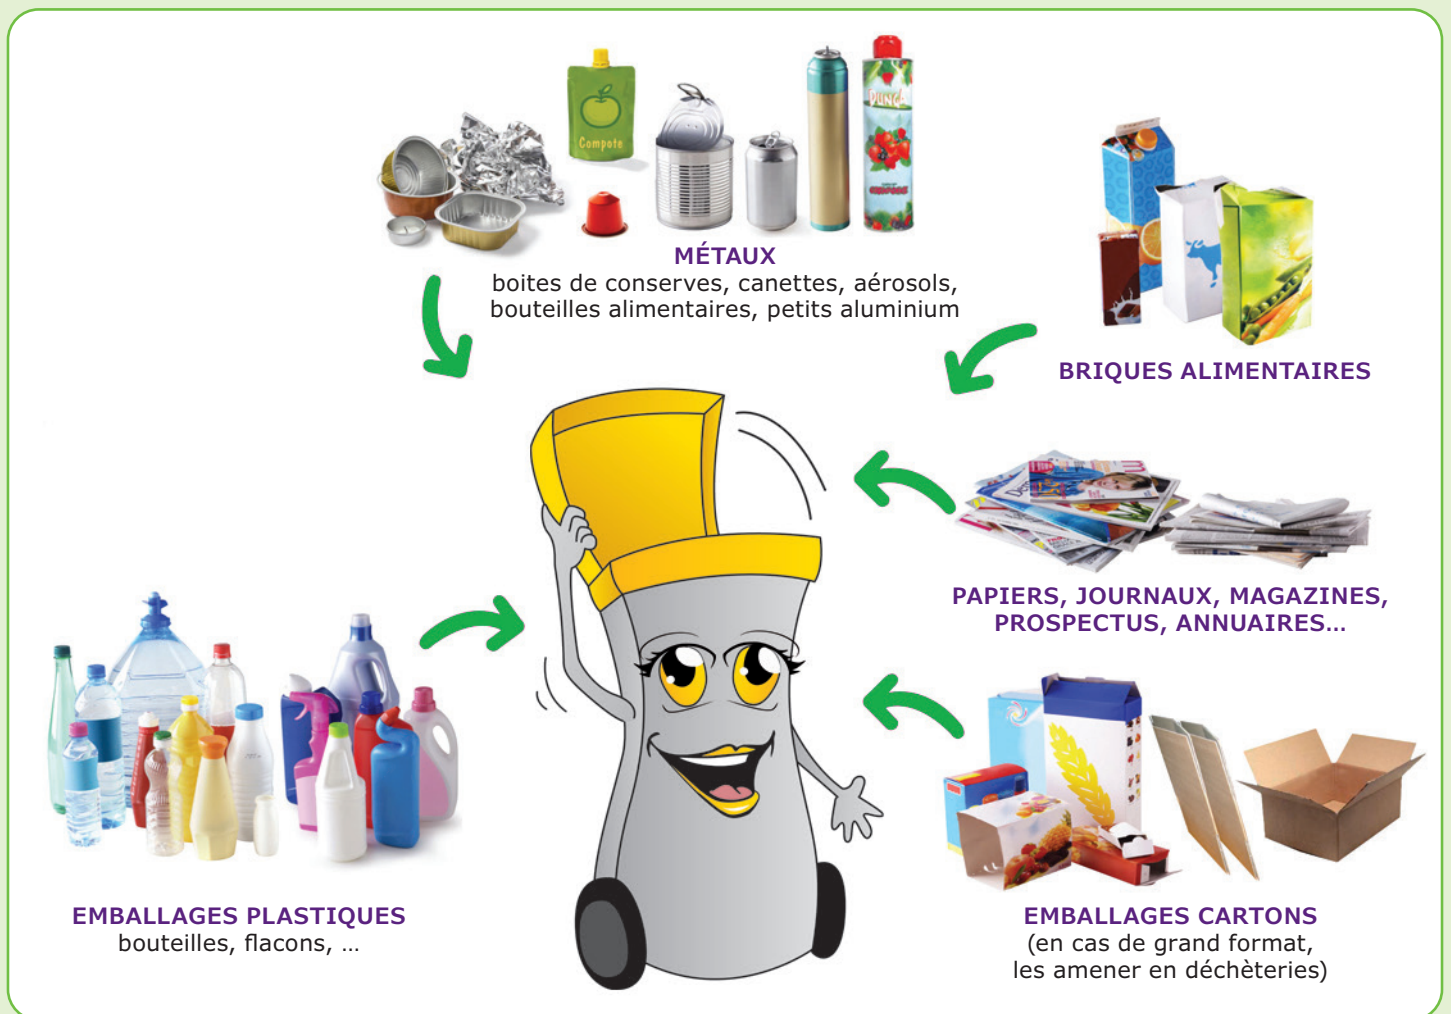 Compote
MÉTAUX
boites de conserves, canettes, aérosols,
bouteilles alimentaires, petits aluminium
BRIQUES ALIMENTAIRES
PAPIERS, JOURNAUX, MAGAZINES,
PROSPECTUS, ANNUAIRES...
EMBALLAGES PLASTIQUES
bouteilles, flacons, ...
EMBALLAGES CARTONS
(en cas de grand format,
les amener en déchèteries)